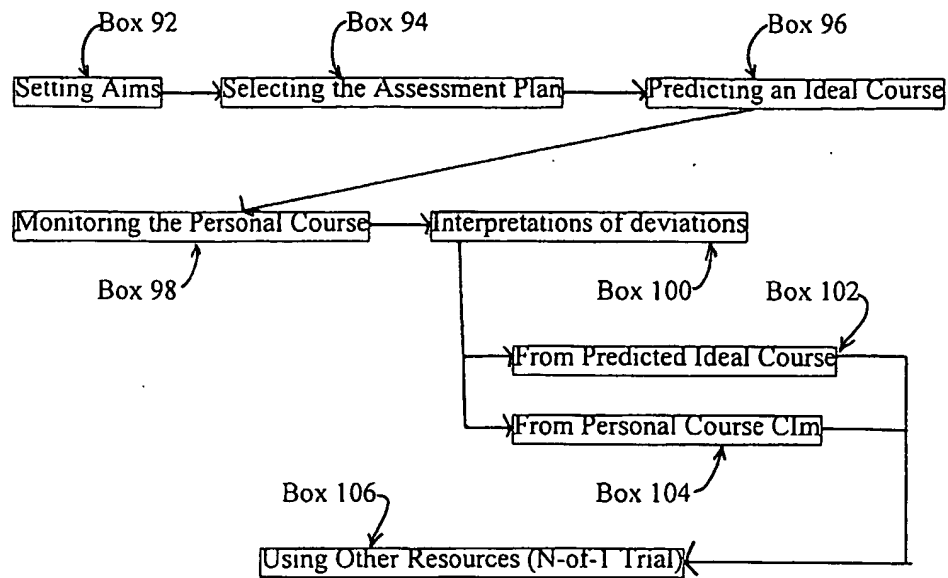 Box 92
Box 94
Box 96
Setting Aims
Selecting the Assessment Plan
Predicting an Ideal Course
Monitoring the Personal Course
Interpretations of deviations
Box 98
Box 100
Box 102
From Predicted Ideal Course
From Personal Course CIm
Box 104
Box 106
Using Other Resources (N-of-1 Trial)